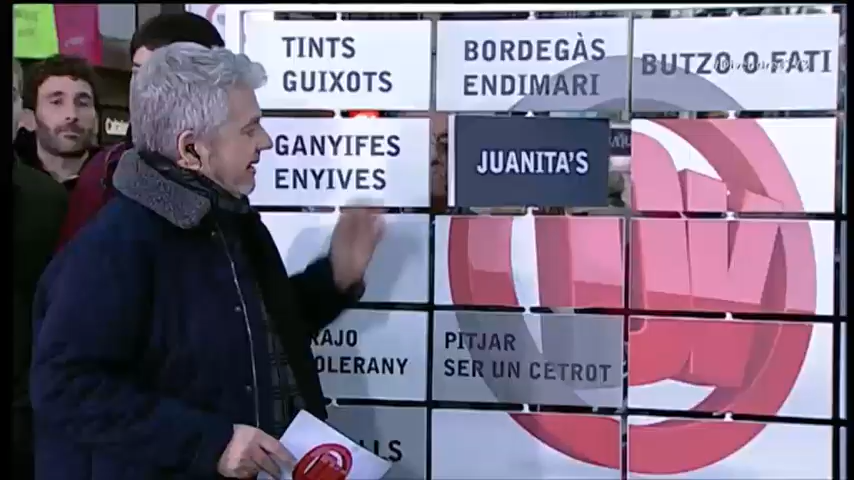 TINTS
GUIXOTS
BORDEGÀS
ENDIMARI
BUTZO O FATI
GANYIFES
ENYIVES
JUANITA'S
PITJAR
SER UN CETROT